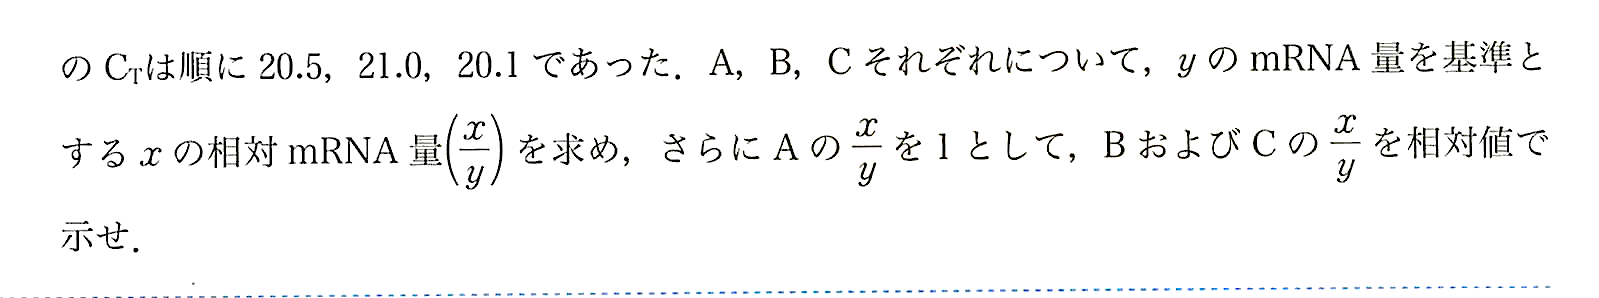 のC_Tは順に 20.5，21.0，20.1 であった．A，B，C それぞれについて，y の mRNA 量を基準と
する x の相対 mRNA 量(x/y) を求め，さらに A の x/y を 1 として，B および C の x/y を相対値で
示せ．